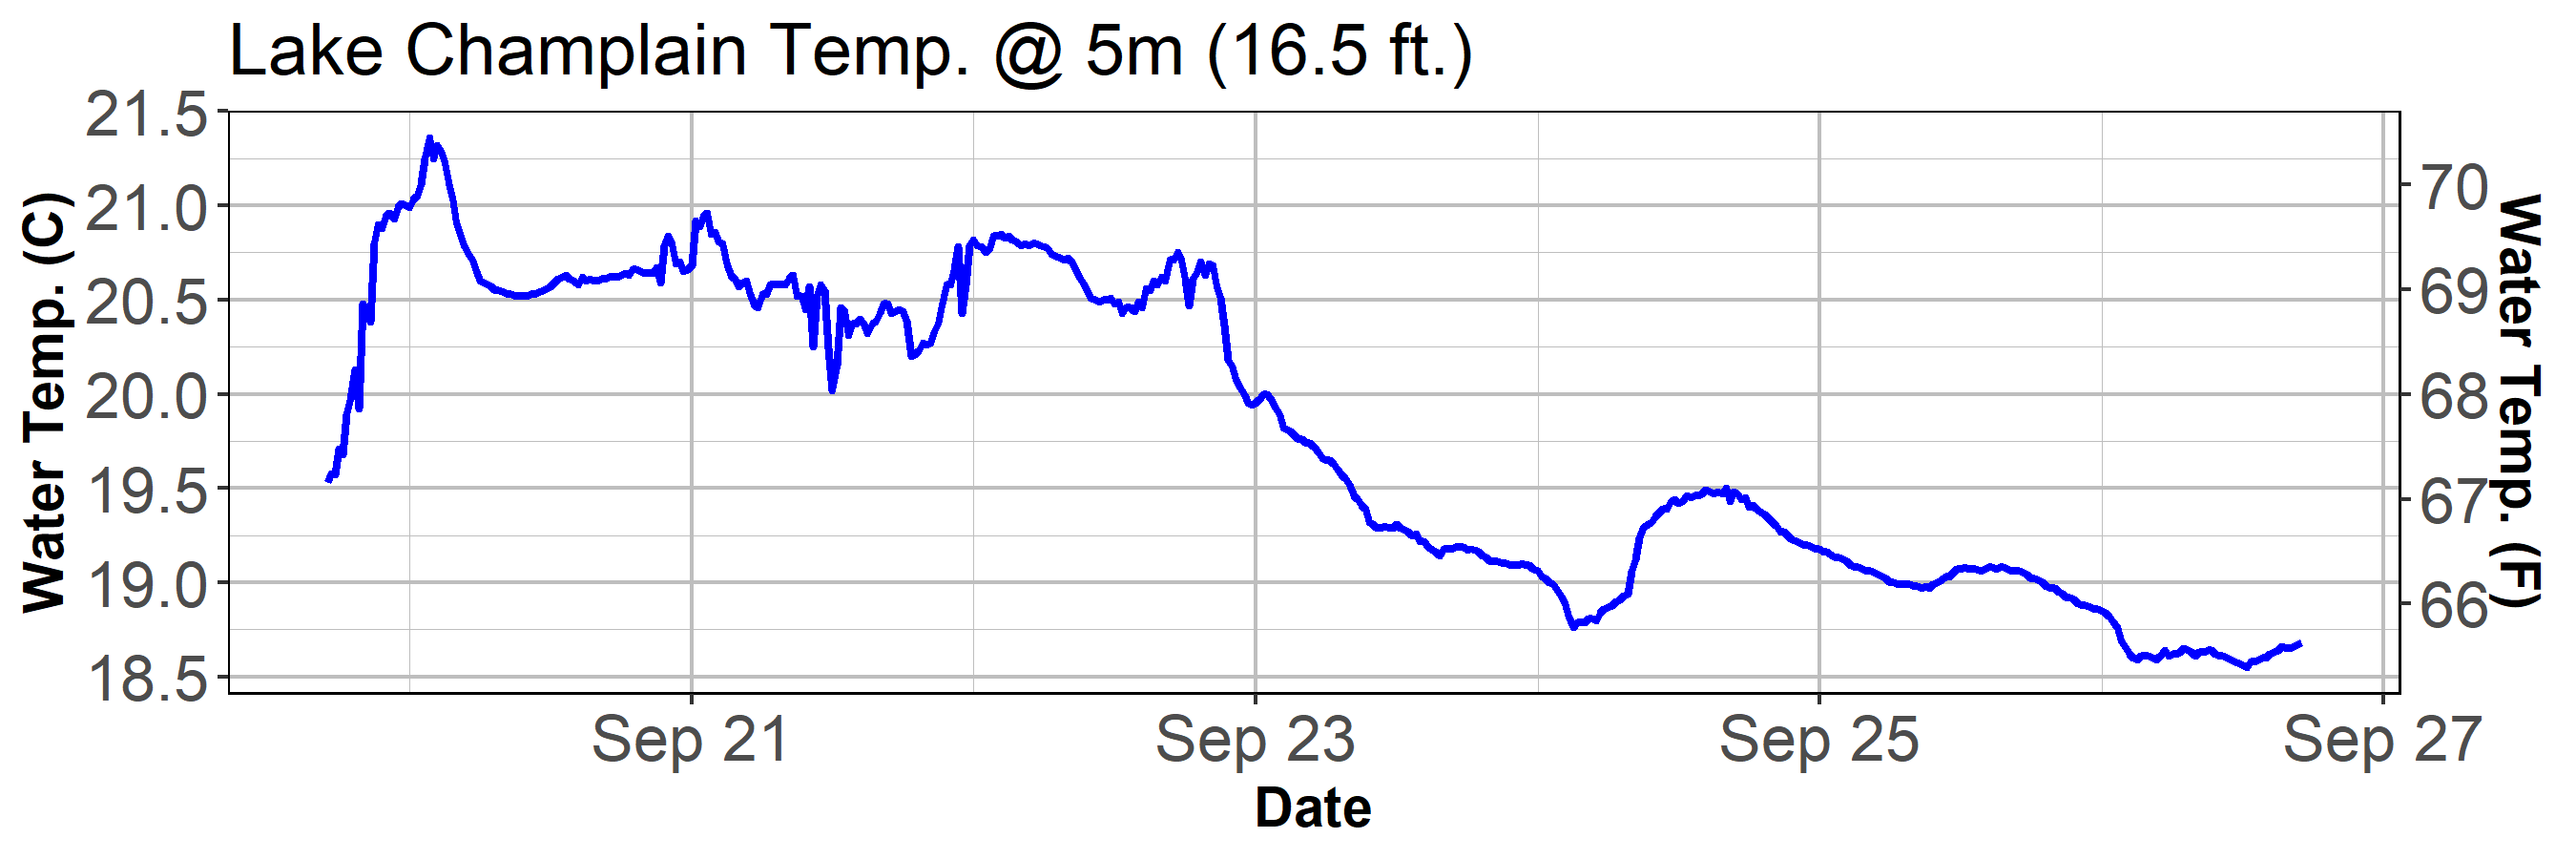 Lake Champlain Temp. @ 5m (16.5 ft.)
Water Temp. (C)
21.5
21.0
20.5
20.0
19.5
19.0
18.5
70
69
68
67
66
Water Temp. (F)
Sep 21 Sep 23 Sep 25 Sep 27
Date